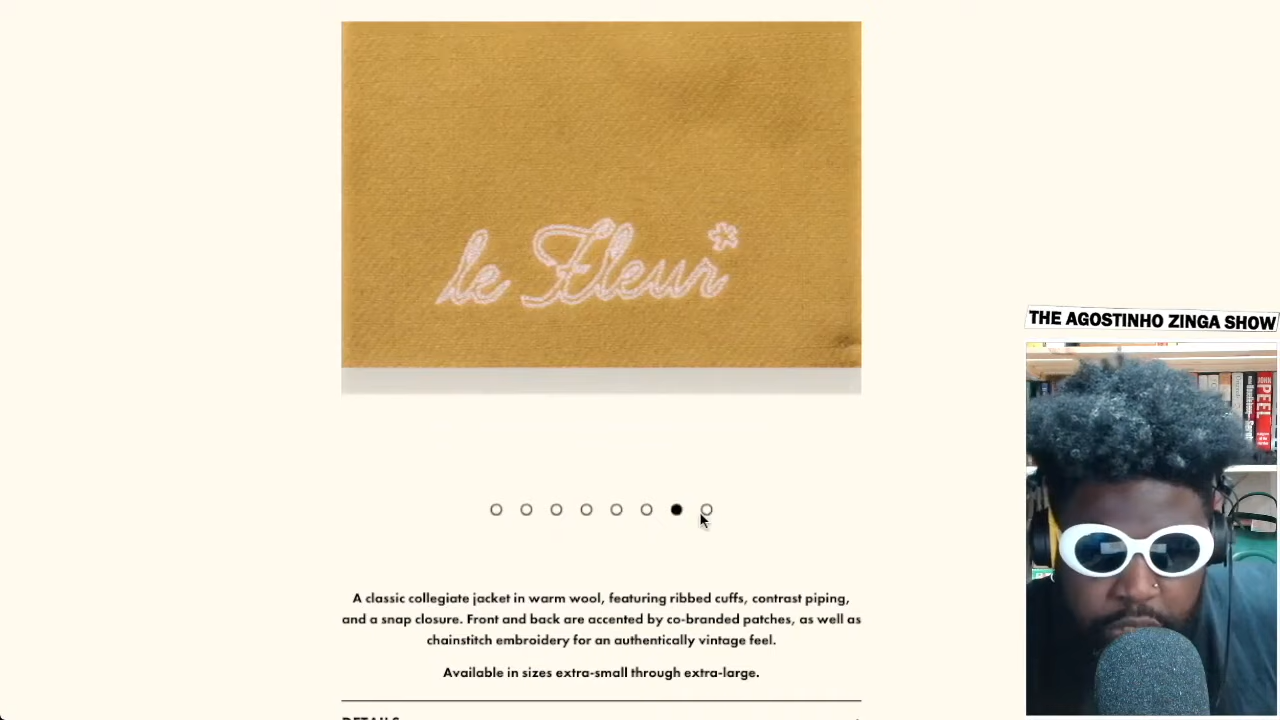 le Fleur*
THE AGOSTINHO ZINGA SHOW
PEEL
A classic collegiate jacket in warm wool, featuring ribbed cuffs, contrast piping,
and a snap closure. Front and back are accented by co-branded patches, as well as
chainstitch embroidery for an authentically vintage feel.
Available in sizes extra-small through extra-large.
DETAILS